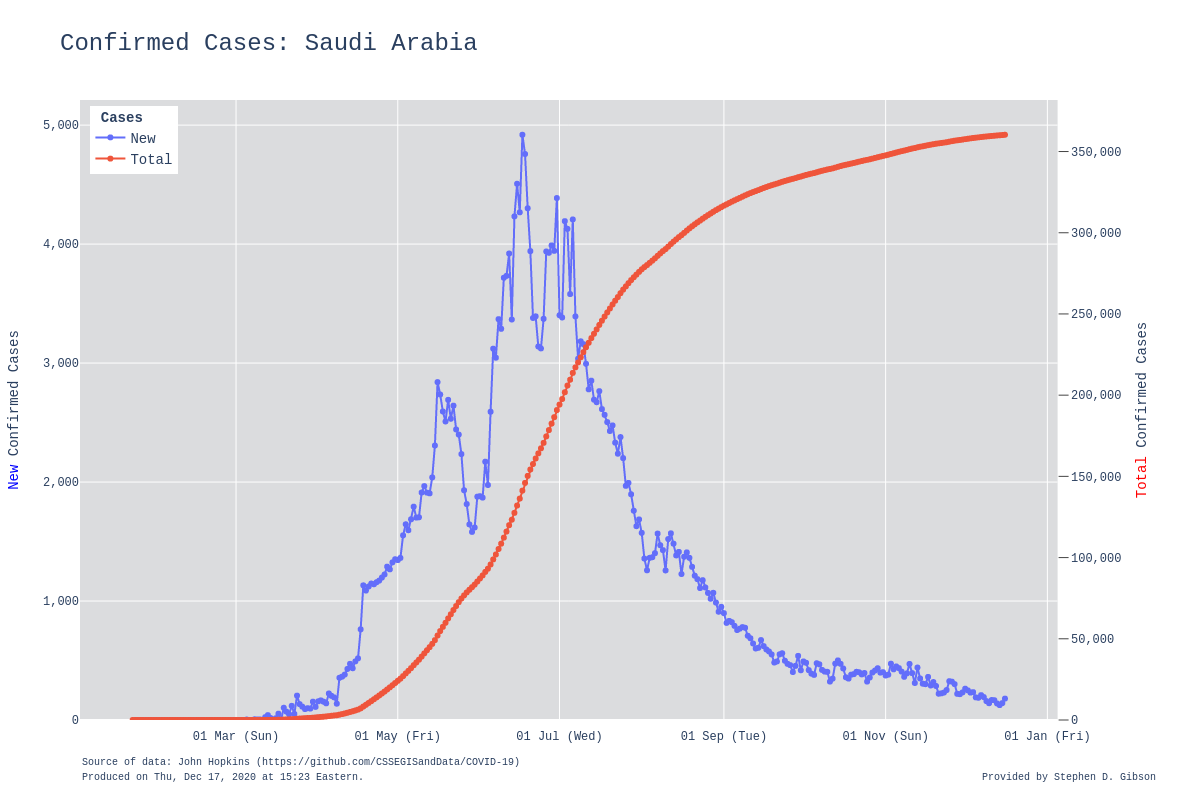 Confirmed Cases: Saudi Arabia
Cases
New
Total
5,000
4,000
3,000
2,000
1,000
0
New Confirmed Cases
350,000
300,000
250,000
200,000
150,000
100,000
50,000
0
Total Confirmed Cases
01 Mar (Sun)
01 May (Fri)
01 Jul (Wed)
01 Sep (Tue)
01 Nov (Sun)
01 Jan (Fri)
Source of data: John Hopkins (https://github.com/CSSEGISandData/COVID-19)
Produced on Thu, Dec 17, 2020 at 15:23 Eastern.
Provided by Stephen D. Gibson